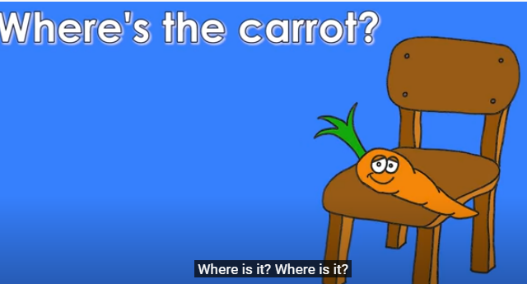 Where's the carrot?
Where is it? Where is it?